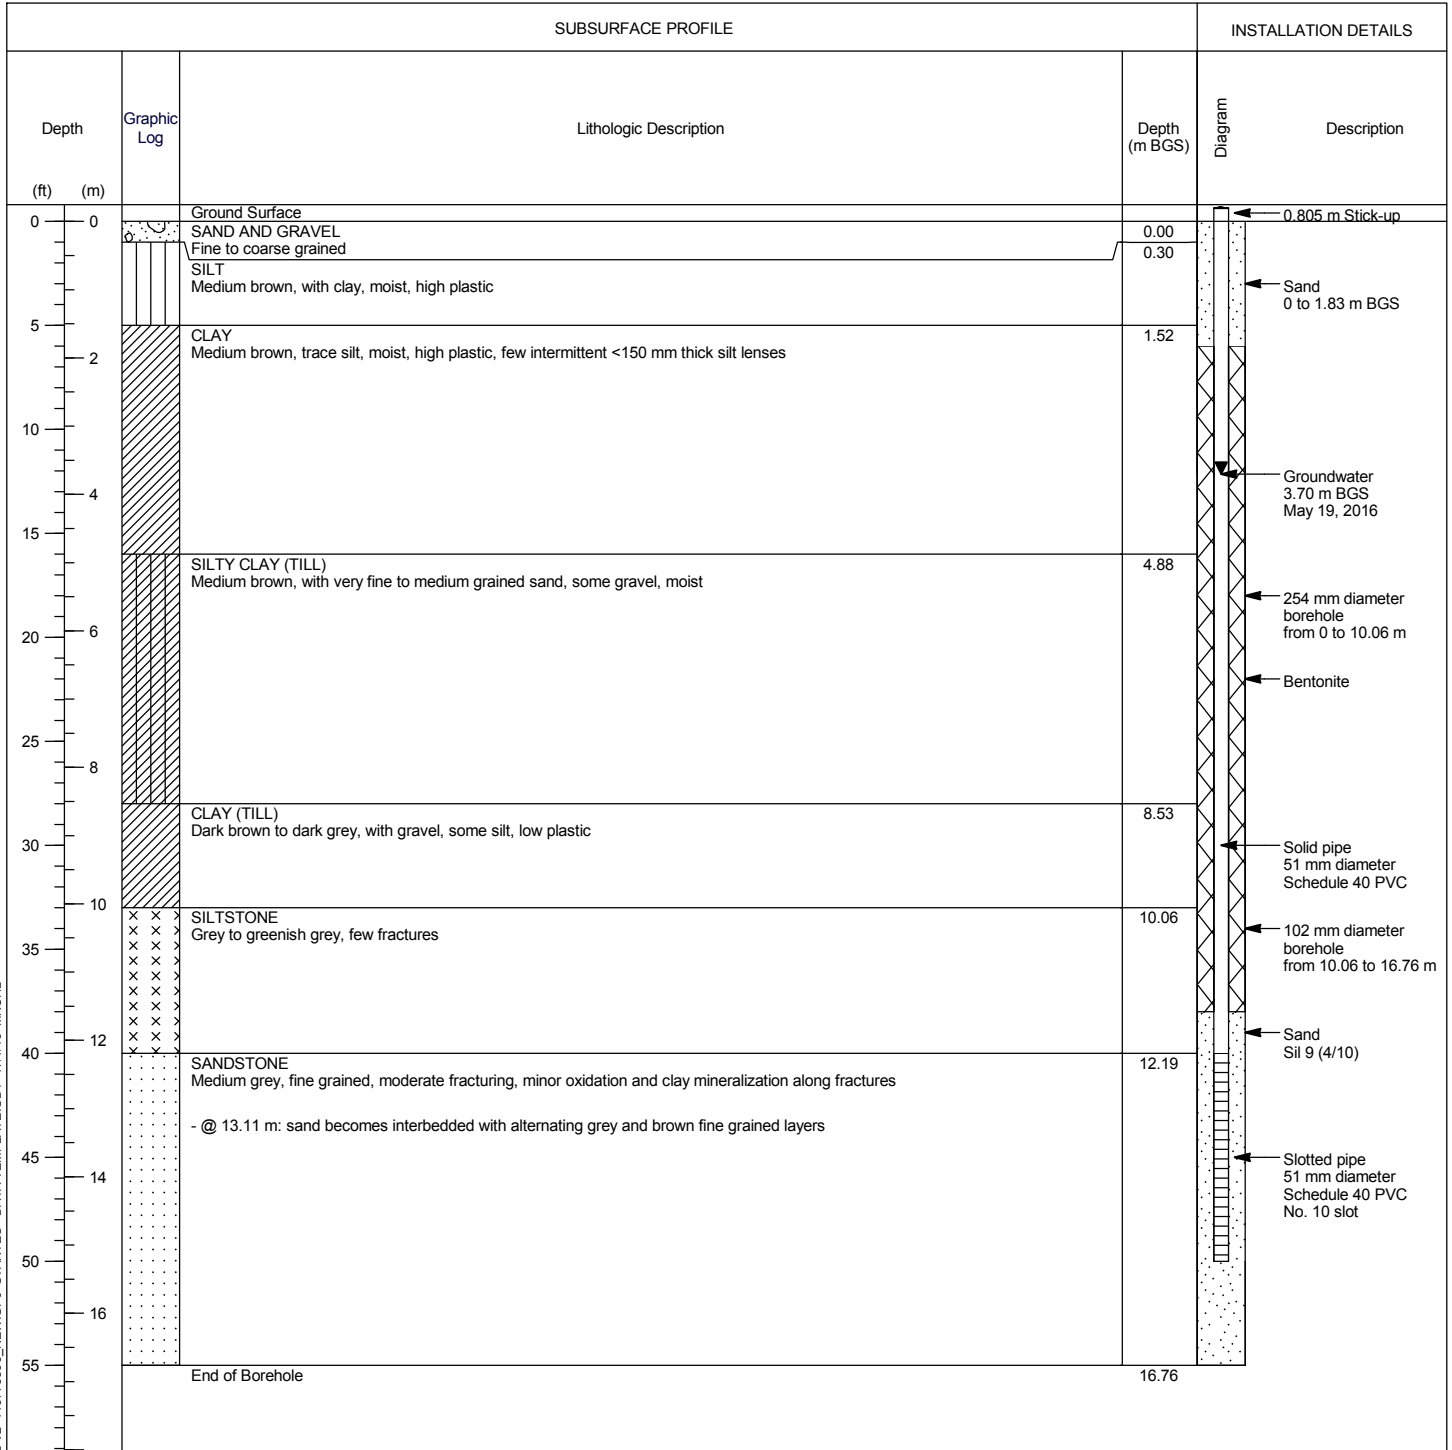 SUBSURFACE PROFILE
INSTALLATION DETAILS
Depth
Graphic
Log
Lithologic Description
Depth
(m BGS)
Diagram
Description
(ft) (m)
Ground Surface
0 0
0.805 m Stick-up
SAND AND GRAVEL 0.00
Fine to coarse grained 0.30
SILT
Medium brown, with clay, moist, high plastic
Sand
0 to 1.83 m BGS
5
CLAY 1.52
Medium brown, trace silt, moist, high plastic, few intermittent <150 mm thick silt lenses
2
10
Groundwater
3.70 m BGS
May 19, 2016
4
15
SILTY CLAY (TILL) 4.88
Medium brown, with very fine to medium grained sand, some gravel, moist
254 mm diameter
borehole
from 0 to 10.06 m
20 6
Bentonite
25
8
CLAY (TILL) 8.53
Dark brown to dark grey, with gravel, some silt, low plastic
30
Solid pipe
51 mm diameter
Schedule 40 PVC
10
SILTSTONE 10.06
Grey to greenish grey, few fractures
102 mm diameter
borehole
from 10.06 to 16.76 m
35
12
Sand
Sil 9 (4/10)
40
SANDSTONE 12.19
Medium grey, fine grained, moderate fracturing, minor oxidation and clay mineralization along fractures
- @ 13.11 m: sand becomes interbedded with alternating grey and brown fine grained layers
45
14
Slotted pipe
51 mm diameter
Schedule 40 PVC
No. 10 slot
50
16
55
End of Borehole 16.76